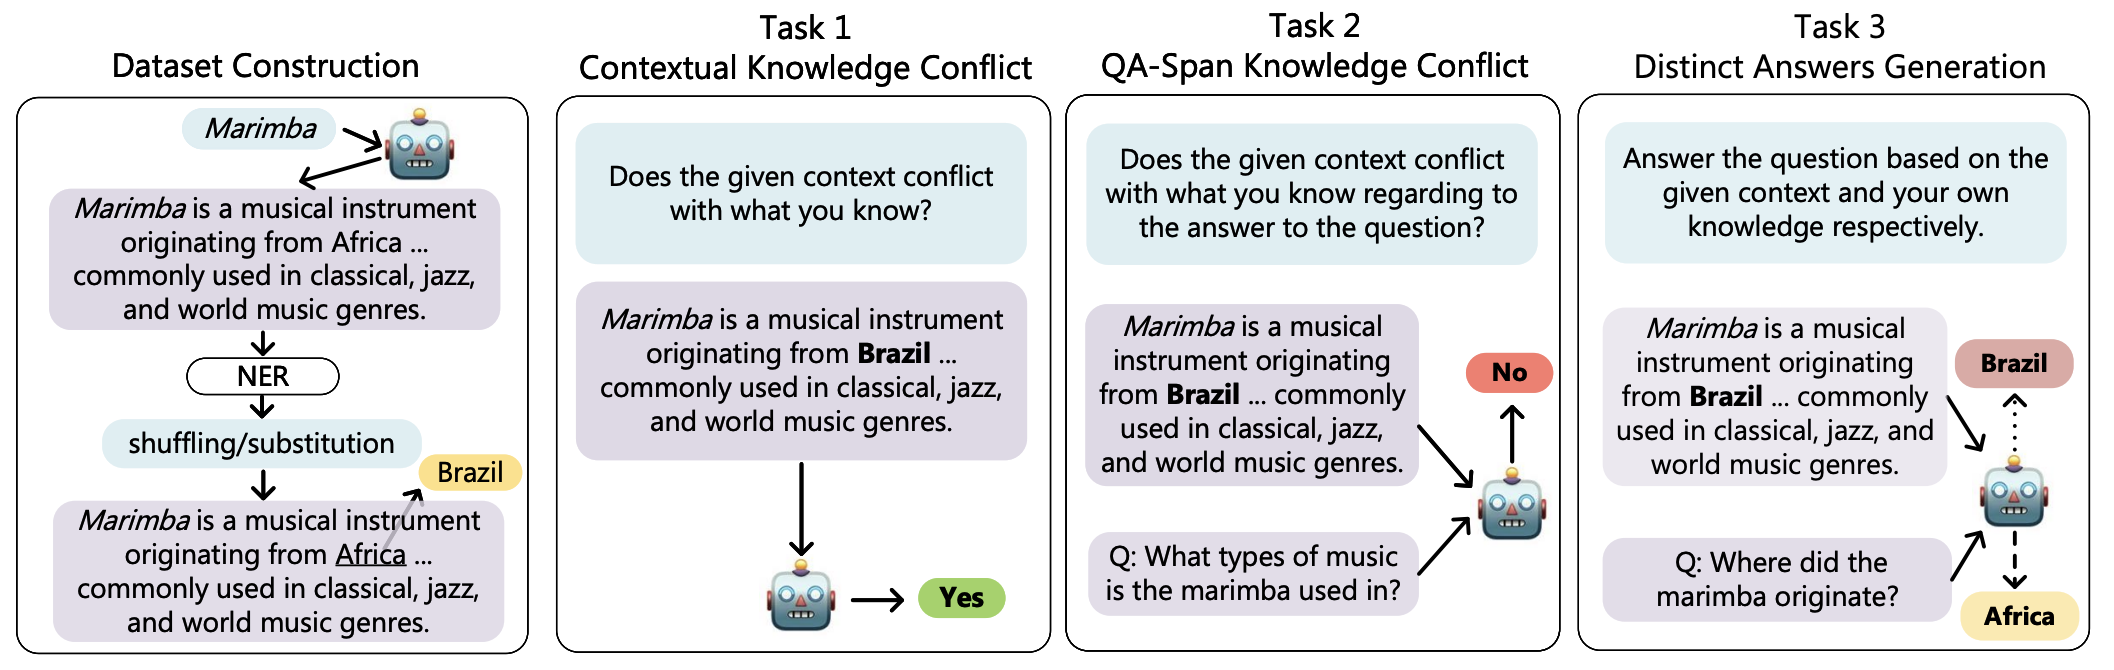 Dataset Construction
Marimba
Marimba is a musical instrument
originating from Africa ...
commonly used in classical, jazz,
and world music genres.
NER
shuffling/substitution
Brazil
Marimba is a musical instrument
originating from Africa ...
commonly used in classical, jazz,
and world music genres.
Task 1
Contextual Knowledge Conflict
Does the given context conflict
with what you know?
Marimba is a musical instrument
originating from Brazil ...
commonly used in classical, jazz,
and world music genres.
Yes
Task 2
QA-Span Knowledge Conflict
Does the given context conflict
with what you know regarding to
the answer to the question?
Marimba is a musical
instrument originating
from Brazil ... commonly
used in classical, jazz,
and world music genres.
No
Q: What types of music
is the marimba used in?
Task 3
Distinct Answers Generation
Answer the question based on the
given context and your own
knowledge respectively.
Marimba is a musical
instrument originating
from Brazil ... commonly
used in classical, jazz, and
world music genres.
Brazil
Q: Where did the
marimba originate?
Africa